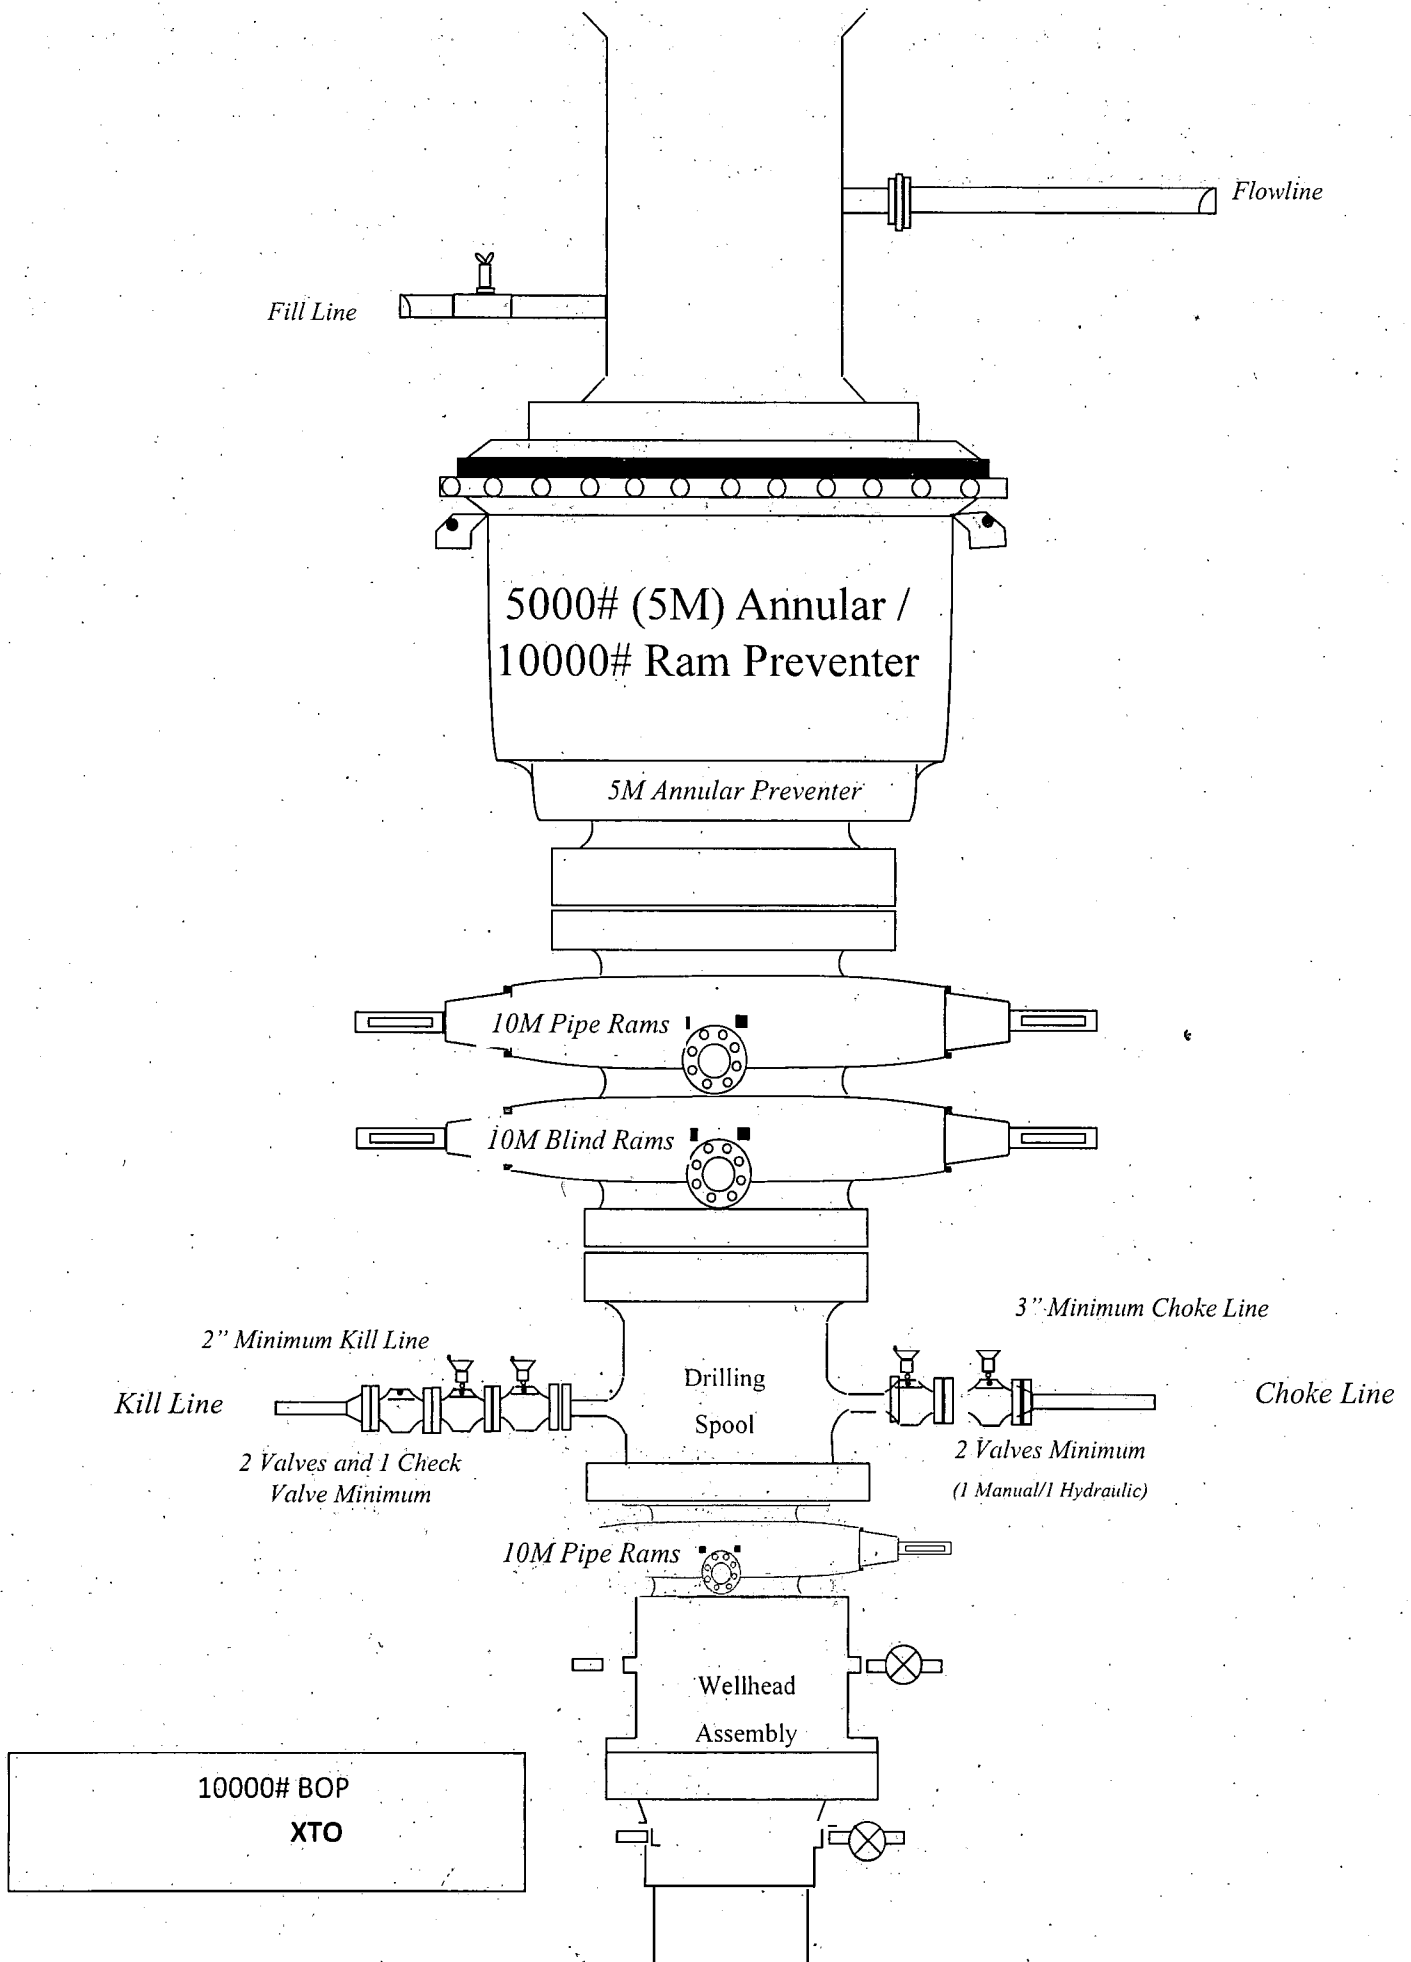 Flowline
Fill Line
5000# (5M) Annular /
10000# Ram Preventer
5M Annular Preventer
10M Pipe Rams
10M Blind Rams
3" Minimum Choke Line
2" Minimum Kill Line
Drilling
Spool
Kill Line
Choke Line
2 Valves and 1 Check
Valve Minimum
2 Valves Minimum
(1 Manual/1 Hydraulic)
10M Pipe Rams
Wellhead
Assembly
10000# BOP
XTO